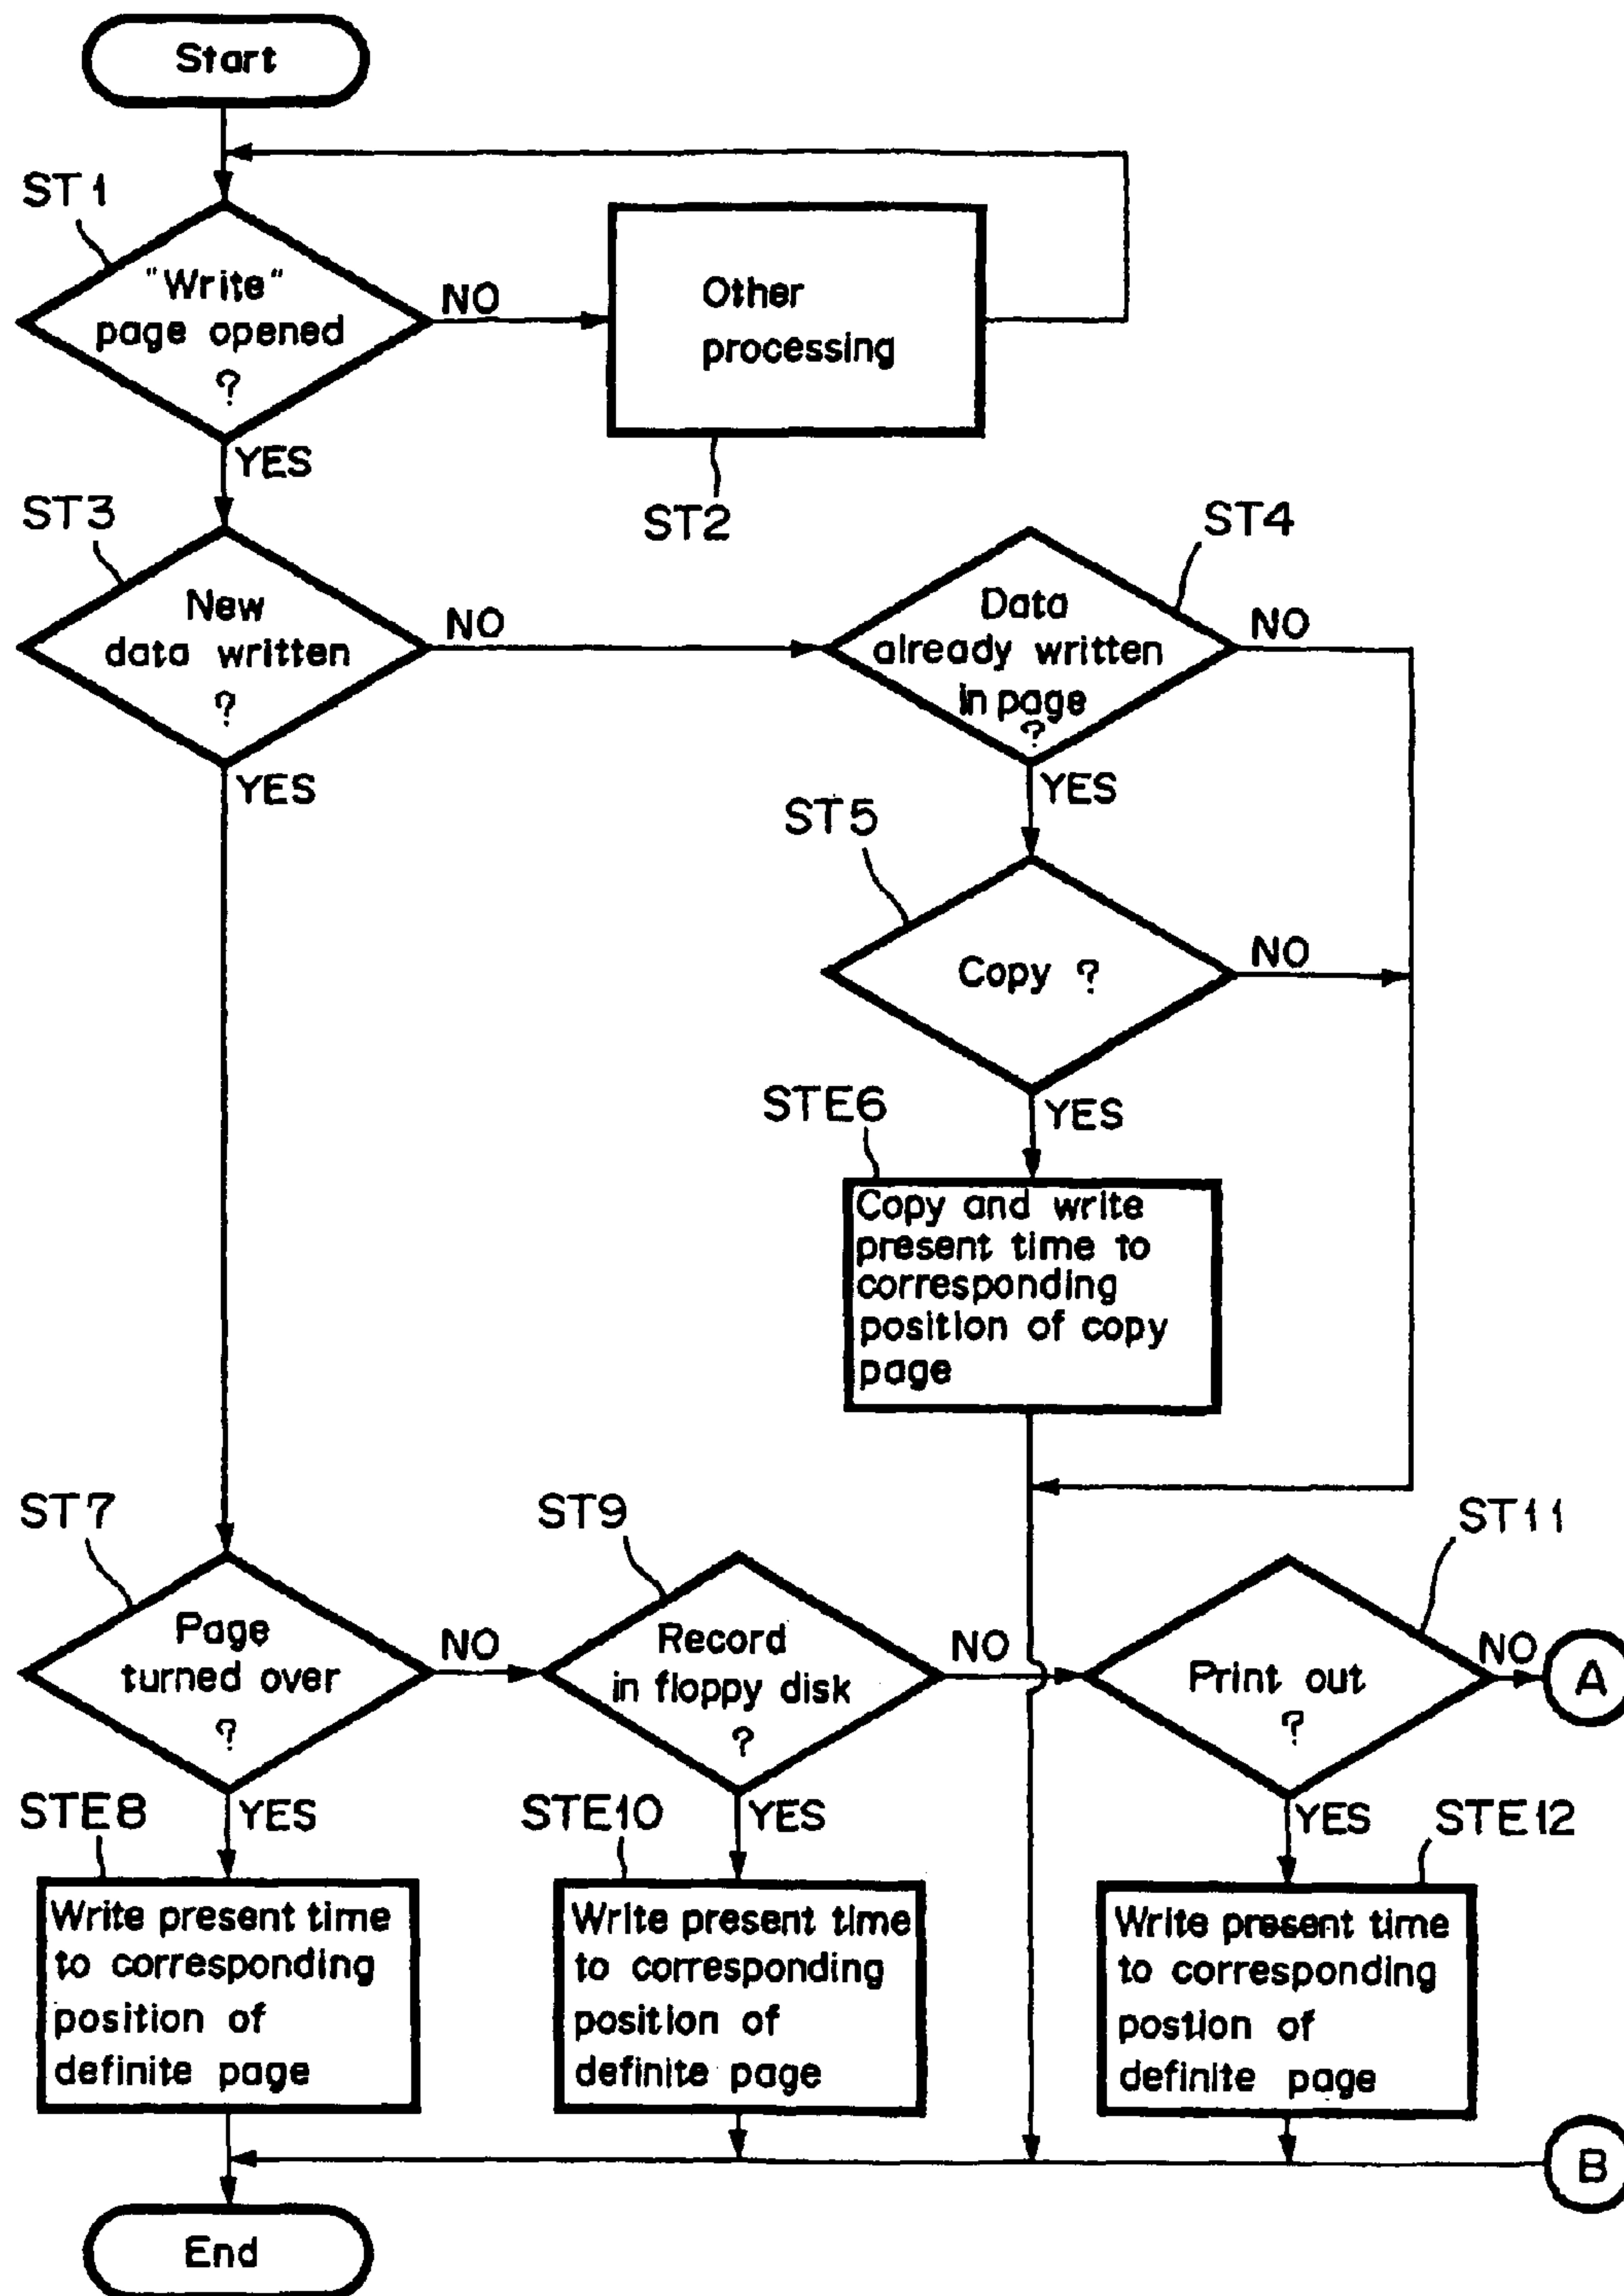 Start
ST1
"Write"
page opened
?
NO
Other
processing
YES
ST2
ST3
New
data written
?
NO
ST4
Data
already written
in page
?
NO
YES
YES
ST5
Copy ?
NO
YES
STE6
Copy and write
present time to
corresponding
position of copy
page
ST7
Page
turned over
?
NO
ST9
Record
in floppy disk
?
NO
ST11
Print out
?
NO
A
STE8
YES
STE10
YES
YES
STE12
Write present time
to corresponding
position of
definite page
Write present time
to corresponding
position of
definite page
Write present time
to corresponding
postion of
definite page
B
End